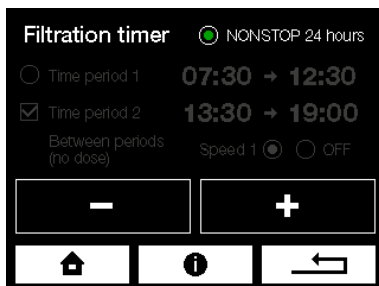 Filtration timer NONSTOP 24 hours
Time period 1 07:30 → 12:30
Time period 2 13:30 → 19:00
Between periods
(no dose) Speed 1 OFF
− +
i